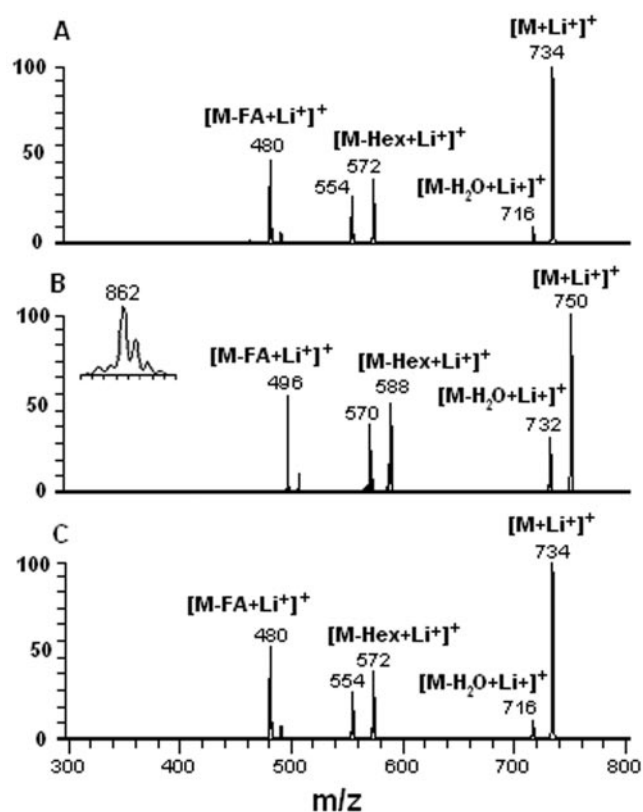 A
[M+Li⁺]⁺
734
100
[M-FA+Li⁺]⁺
480
[M-Hex+Li⁺]⁺
572
554
50
[M-H₂O+Li+]⁺
716
0
B
862
[M+Li⁺]⁺
750
100
[M-FA+Li⁺]⁺
496
[M-Hex+Li⁺]⁺
588
570
[M-H₂O+Li+]⁺
732
50
0
C
[M+Li⁺]⁺
734
100
[M-FA+Li⁺]⁺
480
[M-Hex+Li⁺]⁺
572
554
50
[M-H₂O+Li+]⁺
716
0
300 400 500 600 700 800
m/z